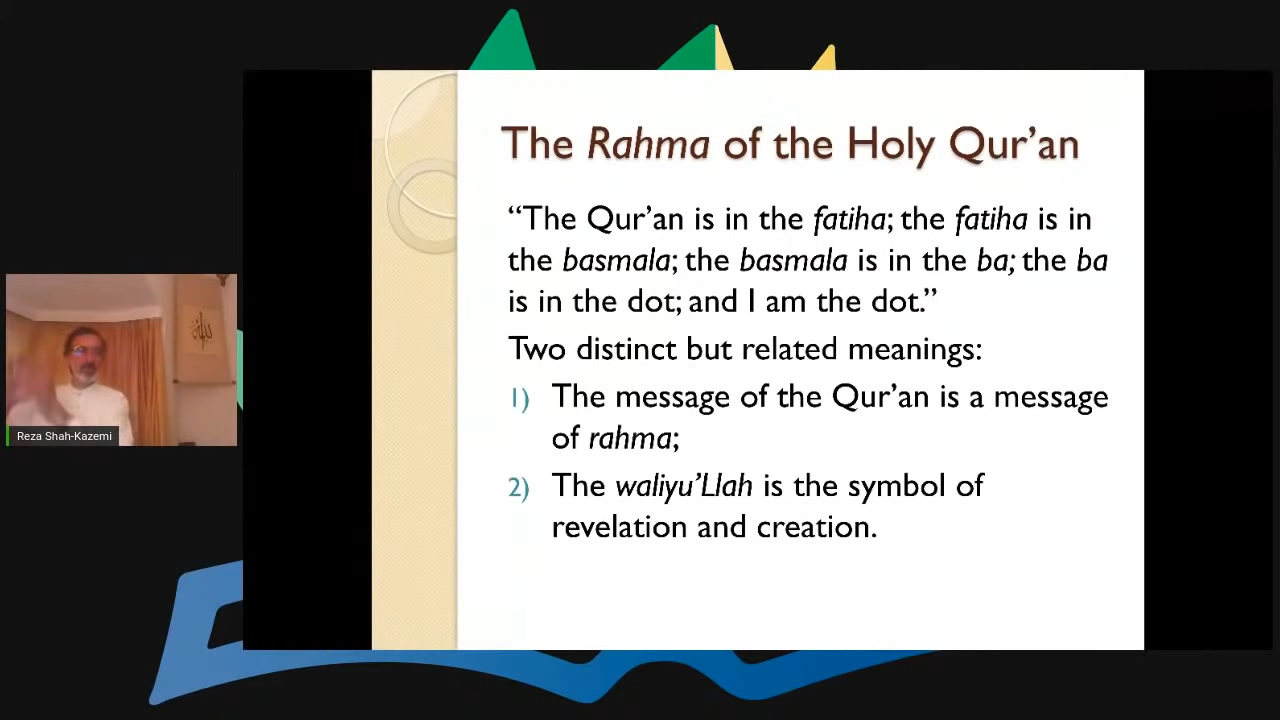 The Rahma of the Holy Qur’an
“The Qur’an is in the fatiha; the fatiha is in
the basmala; the basmala is in the ba; the ba
is in the dot; and I am the dot.”
Two distinct but related meanings:
1) The message of the Qur’an is a message
of rahma;
2) The waliyu’Llah is the symbol of
revelation and creation.
الله
Reza Shah-Kazemi